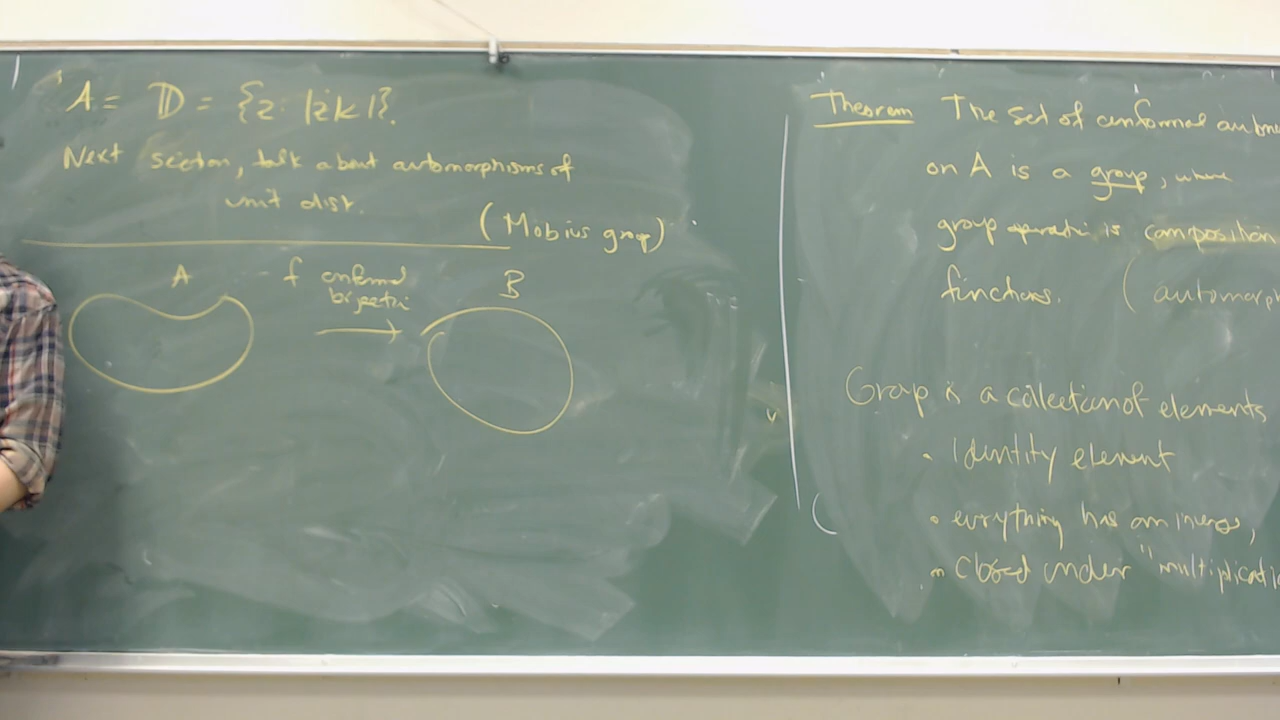 A = 𝔻 = {z: |z|<1}.
Next section, talk about automorphisms of
unit disk.
(Mobius group)
A
f conformal
bijection
B
Theorem The set of conformal autom
on A is a group, where
group operation is composition
functions. (automorph
Group is a collection of elements
• Identity element
• everything has an inverse,
• Closed under "multiplicati